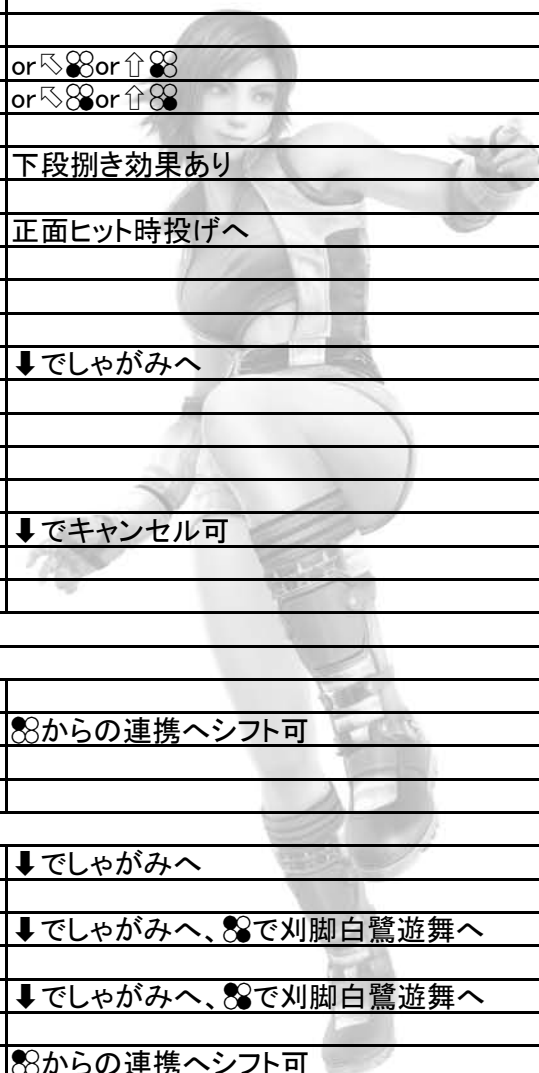 or⇖or⇧
or⇖or⇧
下段捌き効果あり
正面ヒット時投げへ
⬇でしゃがみへ
⬇でキャンセル可
からの連携へシフト可
⬇でしゃがみへ
⬇でしゃがみへ、で刈脚白鷺遊舞へ
⬇でしゃがみへ、で刈脚白鷺遊舞へ
からの連携へシフト可